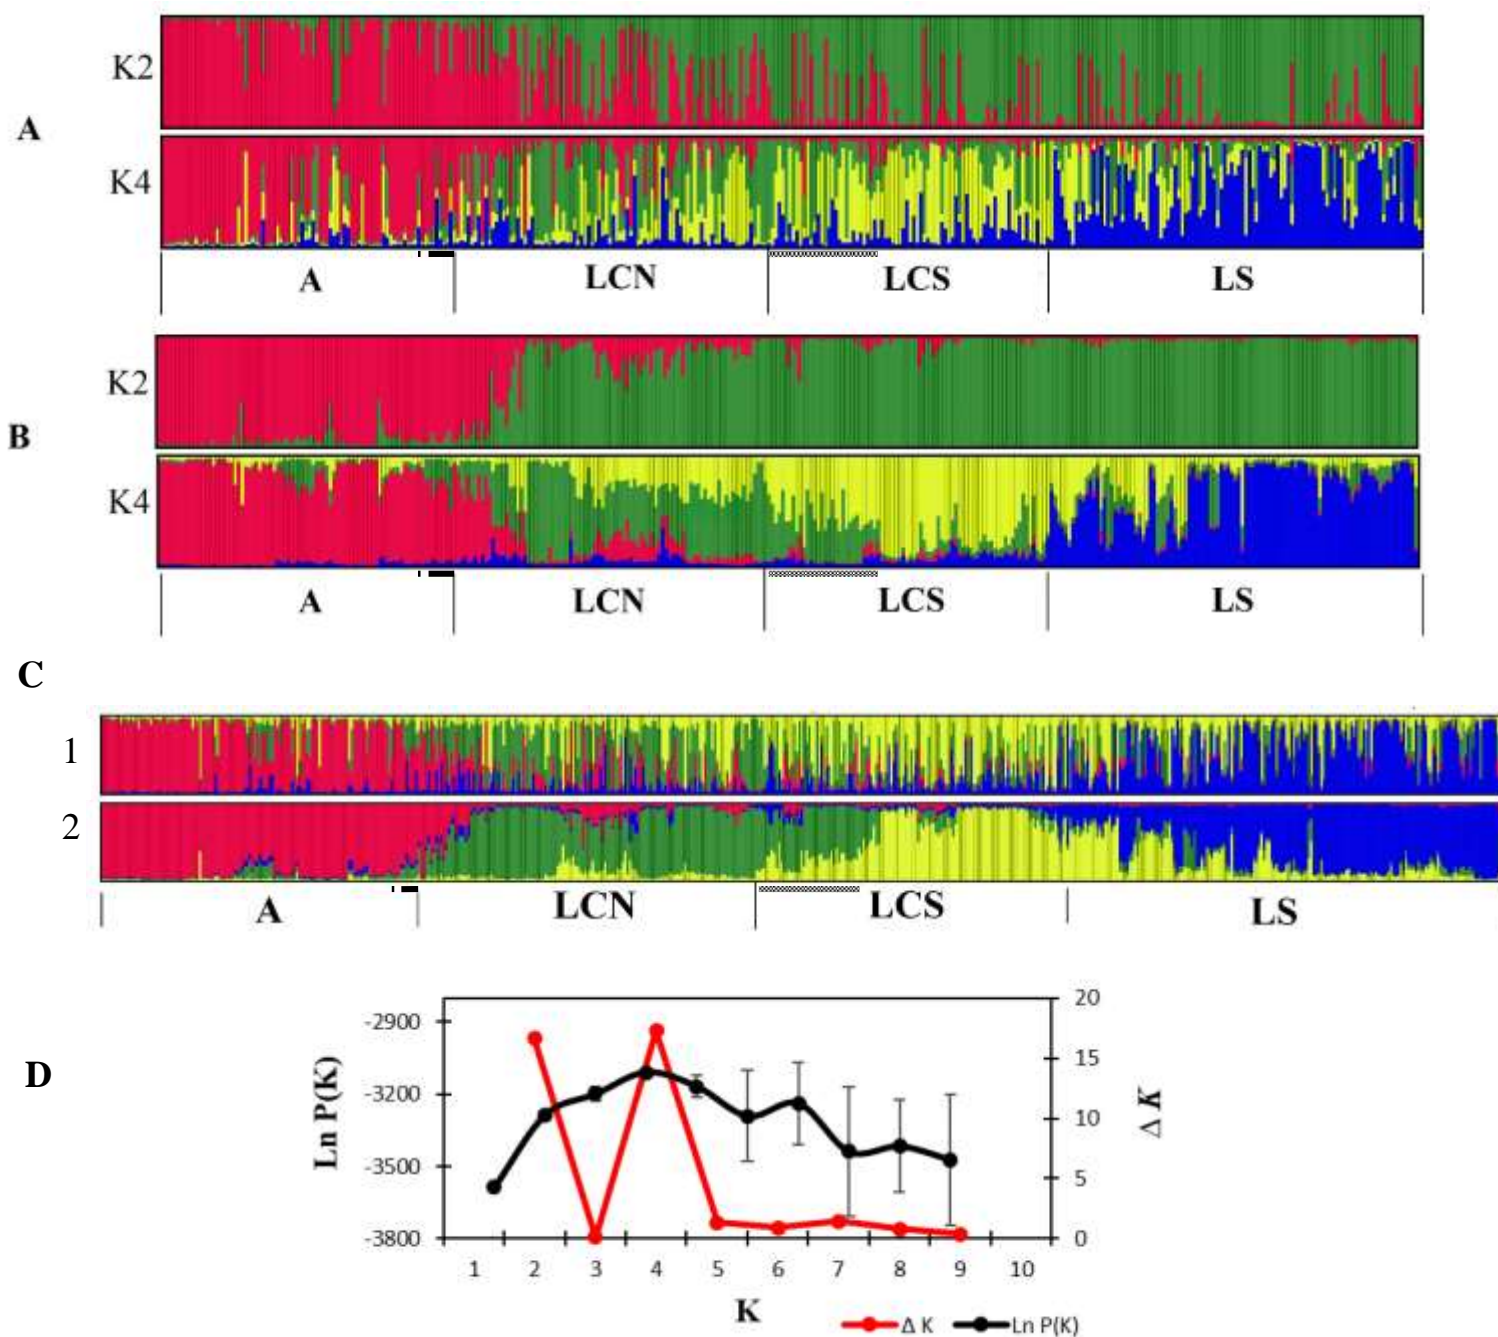 K2
A
K4
A LCN LCS LS
K2
B
K4
A LCN LCS LS
C
1
2
A LCN LCS LS
D
Ln P(K)
-2900
-3200
-3500
-3800
20
15
10
5
0
Δ K
1 2 3 4 5 6 7 8 9 10
K
Δ K Ln P(K)